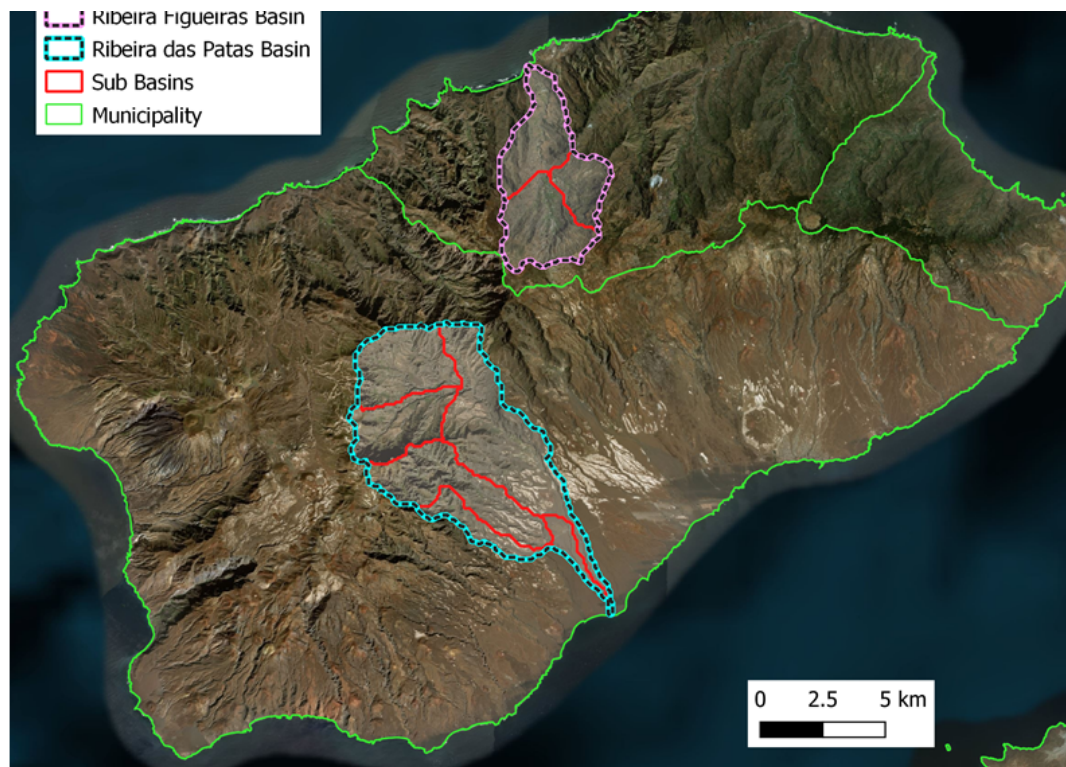 Ribeira Figueiras Basin
Ribeira das Patas Basin
Sub Basins
Municipality
0 2.5 5 km